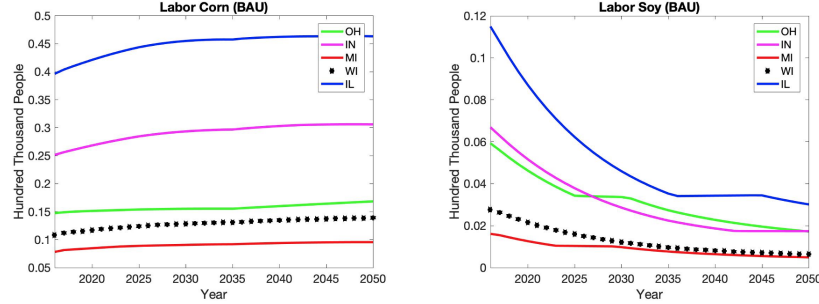 Labor Corn (BAU)
Hundred Thousand People
0.5
0.45
0.4
0.35
0.3
0.25
0.2
0.15
0.1
0.05
OH
IN
MI
WI
IL
2020 2025 2030 2035 2040 2045 2050
Year
Labor Soy (BAU)
Hundred Thousand People
0.12
0.1
0.08
0.06
0.04
0.02
0
OH
IN
MI
WI
IL
2020 2025 2030 2035 2040 2045 2050
Year